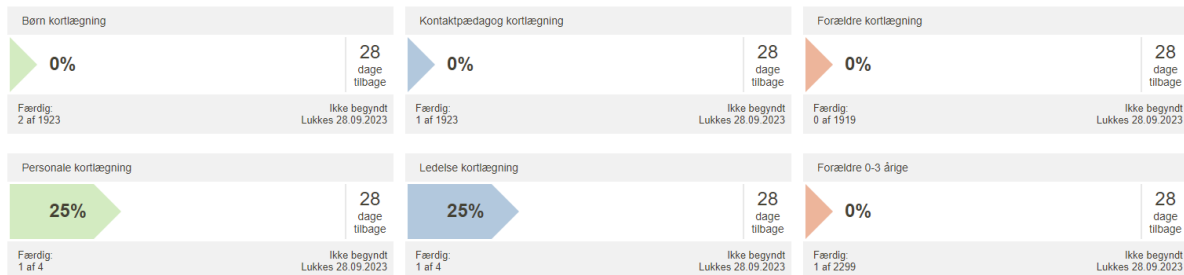 Børn kortlægning
0%
28
dage
tilbage
Færdig:
2 af 1923
Ikke begyndt
Lukkes 28.09.2023
Kontaktpædagog kortlægning
0%
28
dage
tilbage
Færdig:
1 af 1923
Ikke begyndt
Lukkes 28.09.2023
Forældre kortlægning
0%
28
dage
tilbage
Færdig:
0 af 1919
Ikke begyndt
Lukkes 28.09.2023
Personale kortlægning
25%
28
dage
tilbage
Færdig:
1 af 4
Ikke begyndt
Lukkes 28.09.2023
Ledelse kortlægning
25%
28
dage
tilbage
Færdig:
1 af 4
Ikke begyndt
Lukkes 28.09.2023
Forældre 0-3 årige
0%
28
dage
tilbage
Færdig:
1 af 2299
Ikke begyndt
Lukkes 28.09.2023